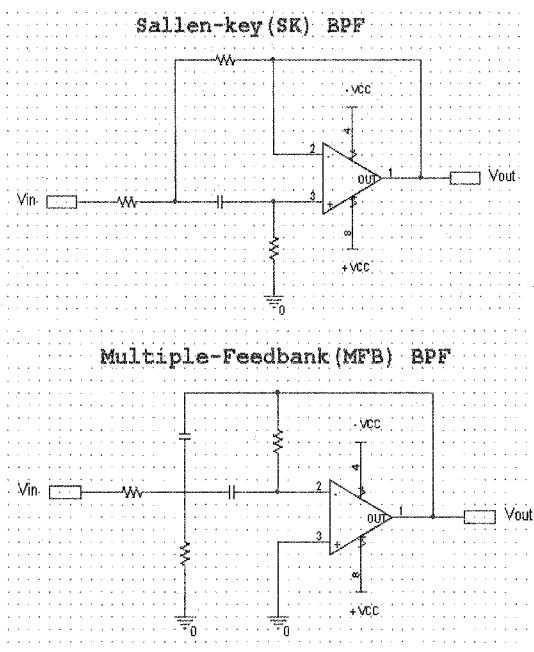 Sallen-key(SK) BPF
-VCC
4
2
-
OUT
1
Vout
Vin
3
+
8
+VCC
0
Multiple-Feedbank(MFB) BPF
-VCC
4
Vin
2
-
OUT
1
Vout
3
+
8
+VCC
0
0